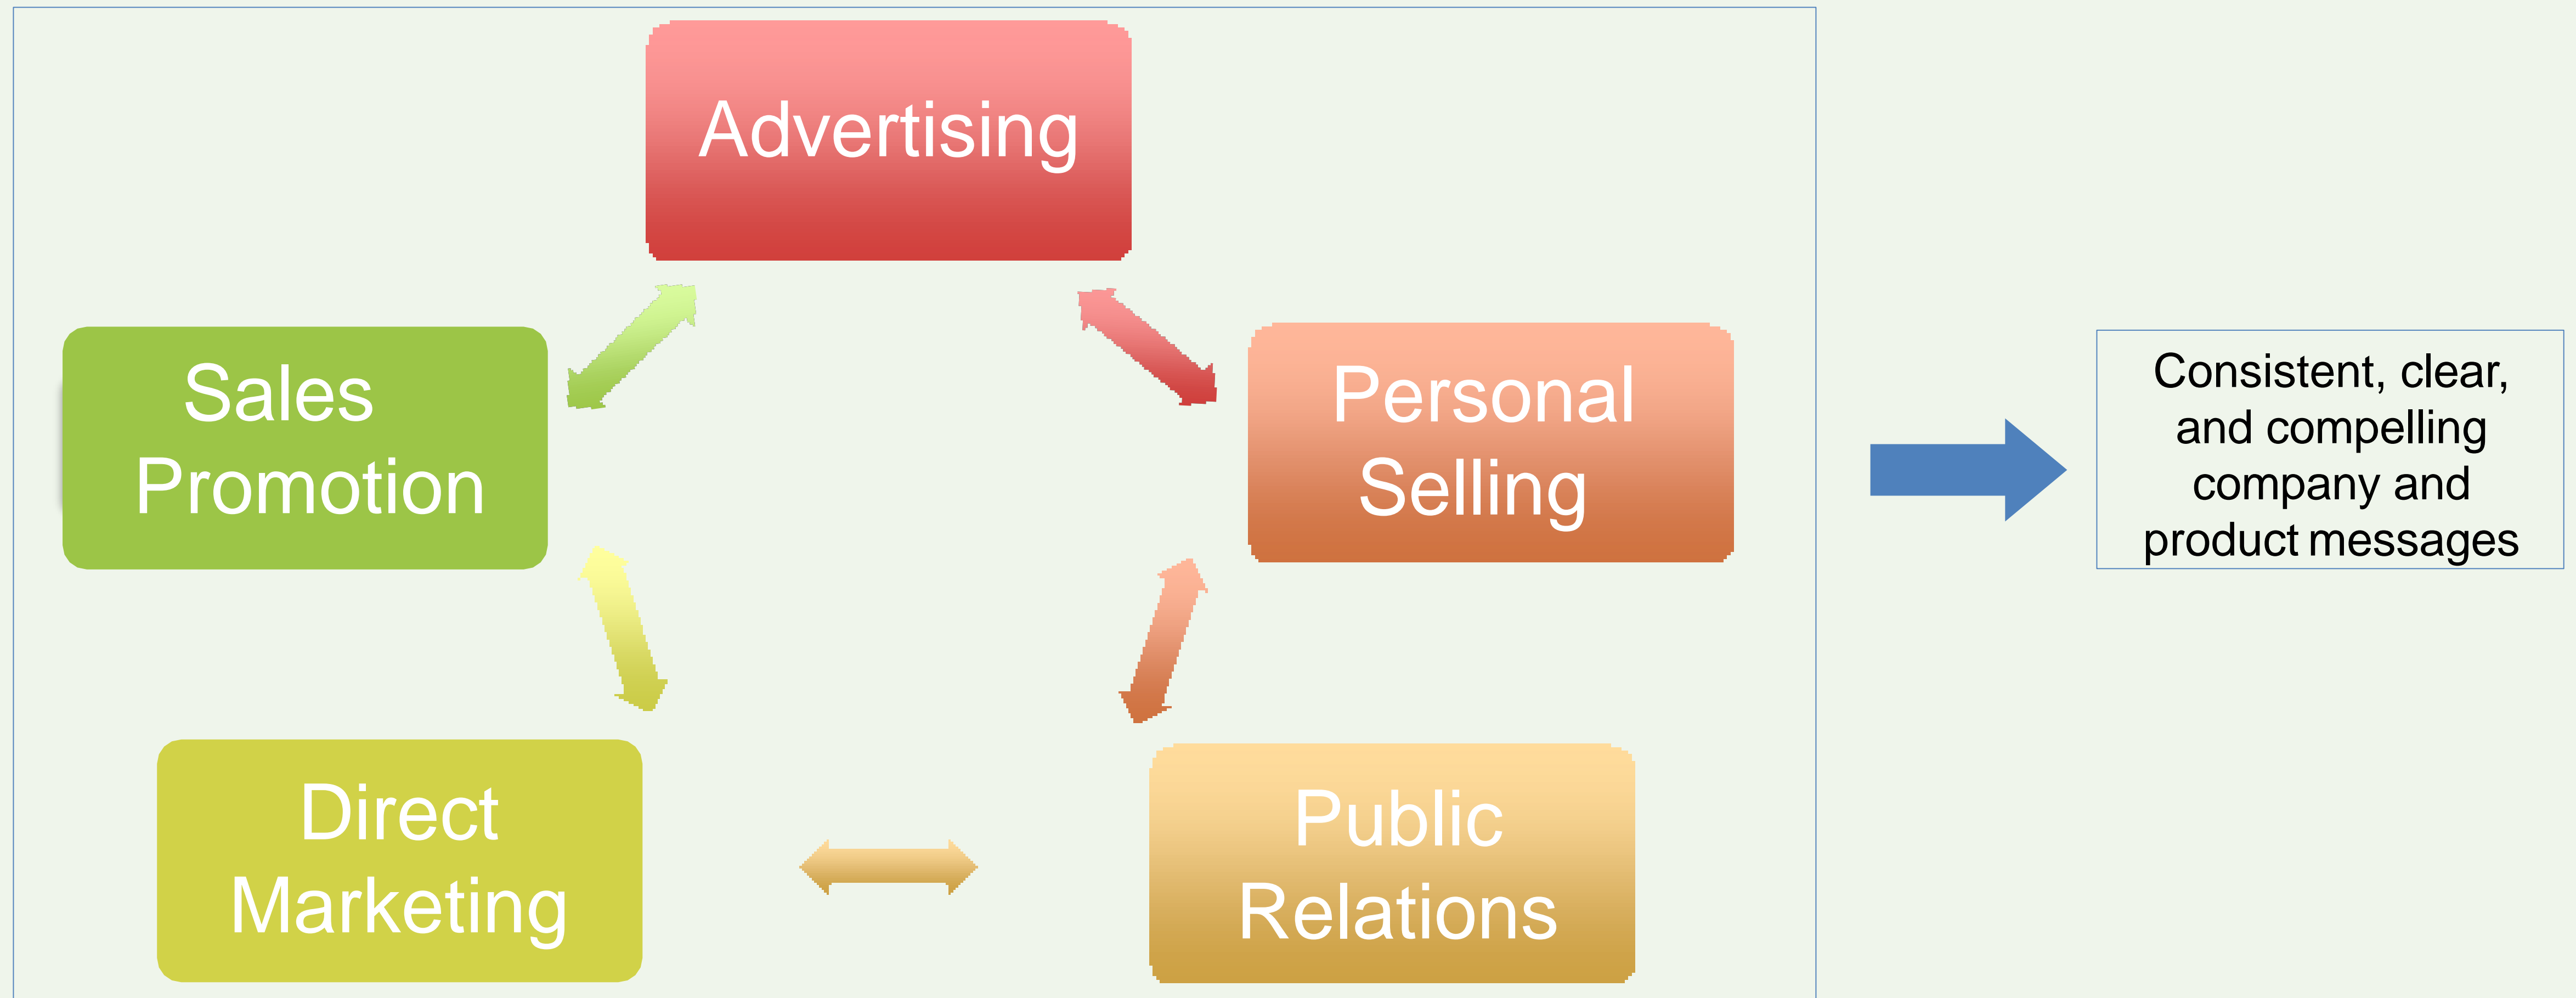 Advertising
Sales
Promotion
Personal
Selling
Direct
Marketing
Public
Relations
Consistent, clear,
and compelling
company and
product messages